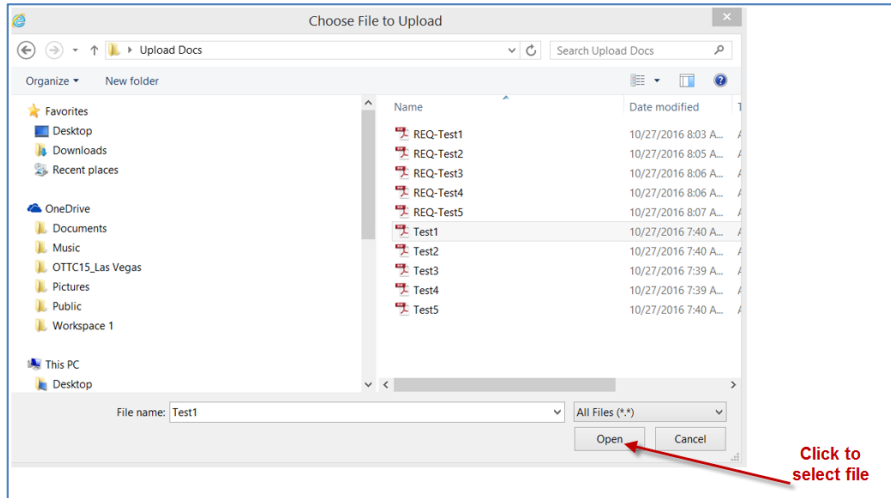 Choose File to Upload
Upload Docs
Search Upload Docs
Organize
New folder
Favorites
Desktop
Downloads
Recent places
OneDrive
Documents
Music
OTTC15_Las Vegas
Pictures
Public
Workspace 1
This PC
Desktop
Name Date modified T
REQ-Test1 10/27/2016 8:03 A... A
REQ-Test2 10/27/2016 8:05 A... A
REQ-Test3 10/27/2016 8:06 A... A
REQ-Test4 10/27/2016 8:06 A... A
REQ-Test5 10/27/2016 8:07 A... A
Test1 10/27/2016 7:40 A... A
Test2 10/27/2016 7:40 A... A
Test3 10/27/2016 7:39 A... A
Test4 10/27/2016 7:39 A... A
Test5 10/27/2016 7:40 A... A
File name: Test1
All Files (*.*)
Open Cancel
Click to
select file